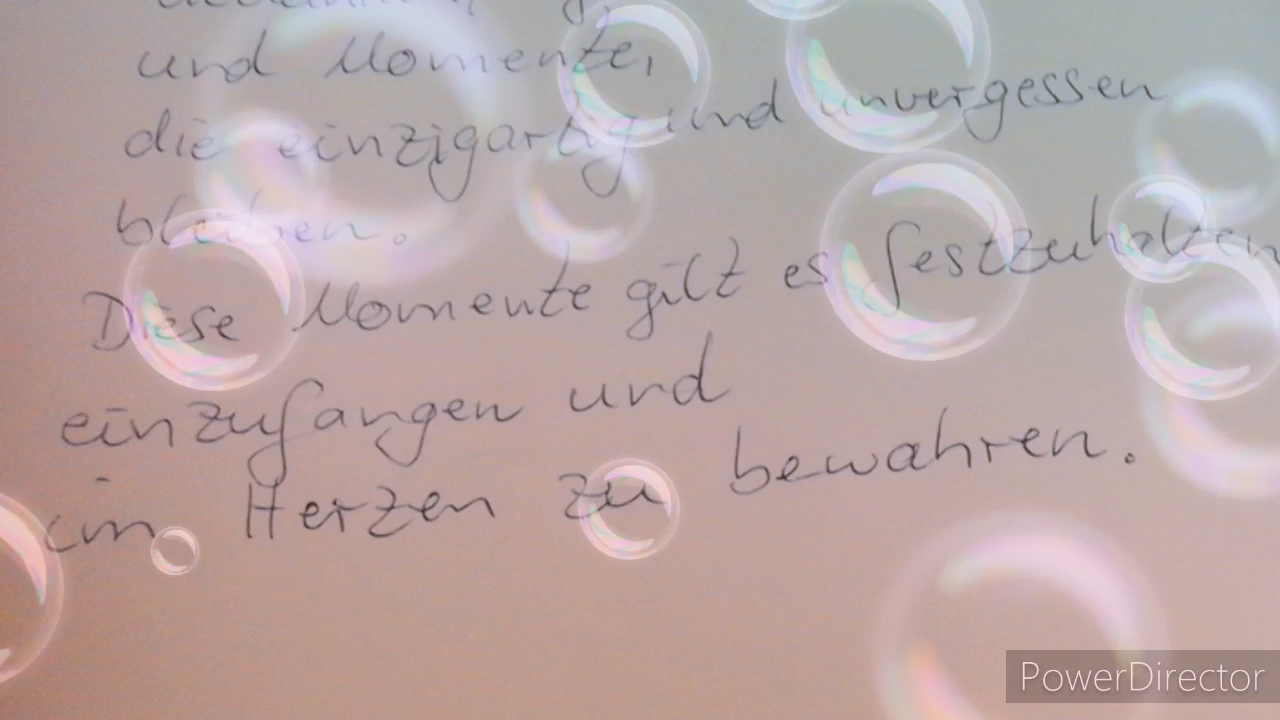 und Momente,
die einzigartig und unvergessen
bleiben.
Diese Momente gilt es festzuhalten
einzufangen und
im Herzen zu bewahren.
PowerDirector